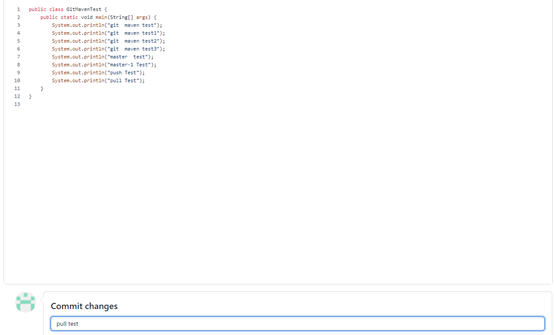 1 public class GitMavenTest {
2 public static void main(String[] args) {
3 System.out.println("git  maven test");
4 System.out.println("git  maven test1");
5 System.out.println("git  maven test2");
6 System.out.println("git  maven test3");
7 System.out.println("master  test");
8 System.out.println("master-1 Test");
9 System.out.println("push Test");
10 System.out.println("pull Test");
11 }
12 }
13
Commit changes
pull test